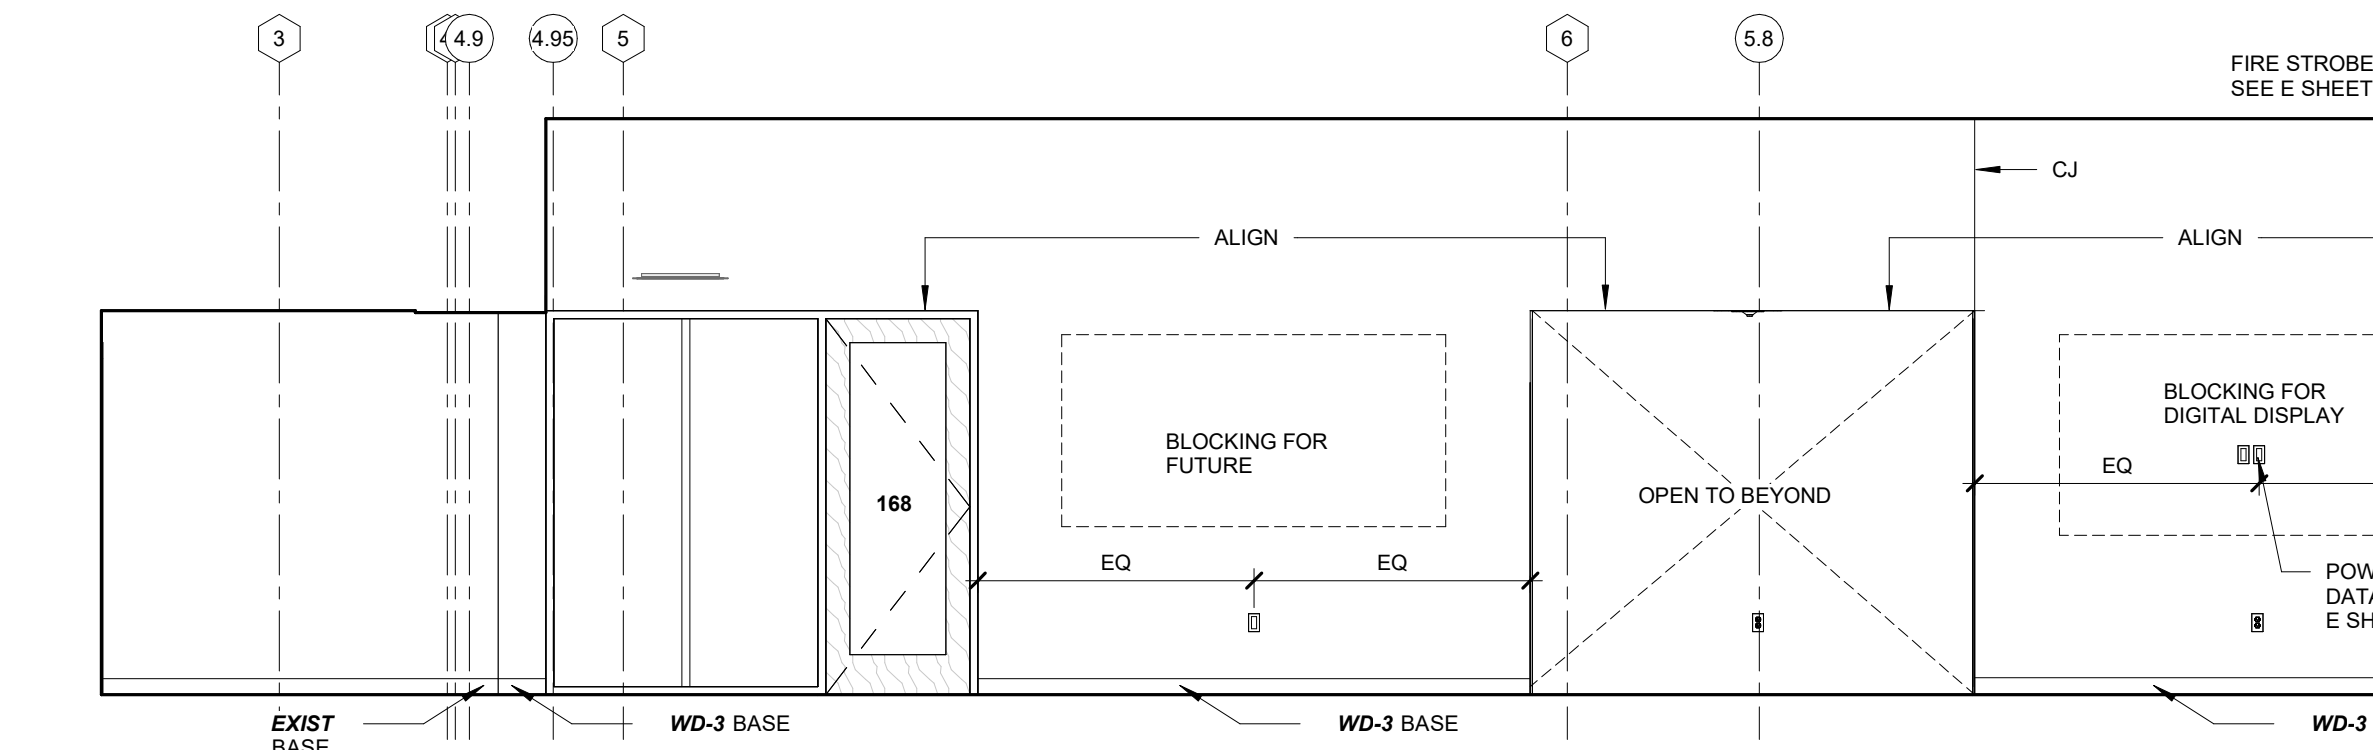 3
4.9
4.95
5
6
5.8
FIRE STROBE
SEE E SHEET
CJ
ALIGN
ALIGN
BLOCKING FOR
DIGITAL DISPLAY
BLOCKING FOR
FUTURE
EQ
OPEN TO BEYOND
168
EQ
EQ
POW
DATA
E SH
EXIST
BASE
WD-3 BASE
WD-3 BASE
WD-3